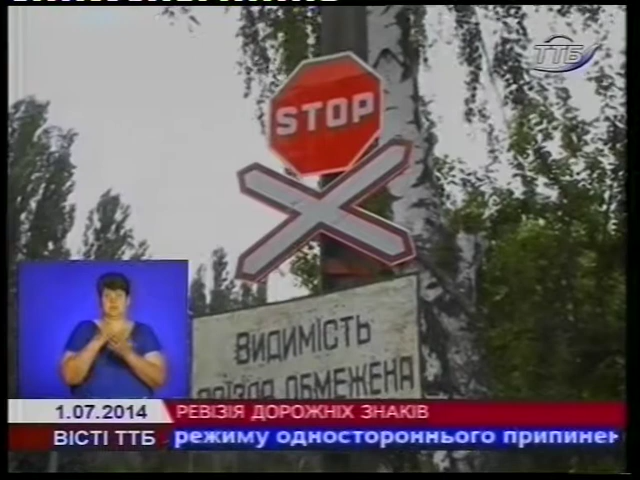 ТТБ
STOP
ВИДИМІСТЬ
ОБМЕЖЕНА
1.07.2014 РЕВІЗІЯ ДОРОЖНІХ ЗНАКІВ
ВІСТІ ТТБ режиму одностороннього припинен